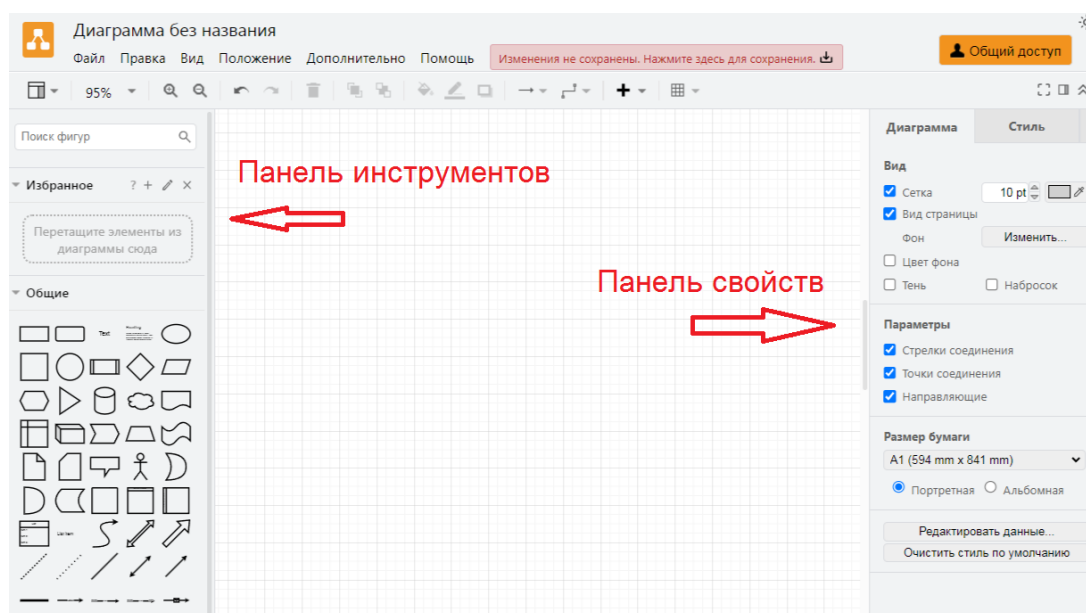 Диаграмма без названия
Файл Правка Вид Положение Дополнительно Помощь
Изменения не сохранены. Нажмите здесь для сохранения.
Общий доступ
95%
Поиск фигур
Избранное ? + ×
Перетащите элементы из
диаграммы сюда
Общие
Text
Heading
List Item
Панель инструментов
Панель свойств
Диаграмма Стиль
Вид
Сетка 10 pt
Вид страницы
Фон Изменить...
Цвет фона
Тень Набросок
Параметры
Стрелки соединения
Точки соединения
Направляющие
Размер бумаги
A1 (594 mm x 841 mm)
Портретная Альбомная
Редактировать данные...
Очистить стиль по умолчанию